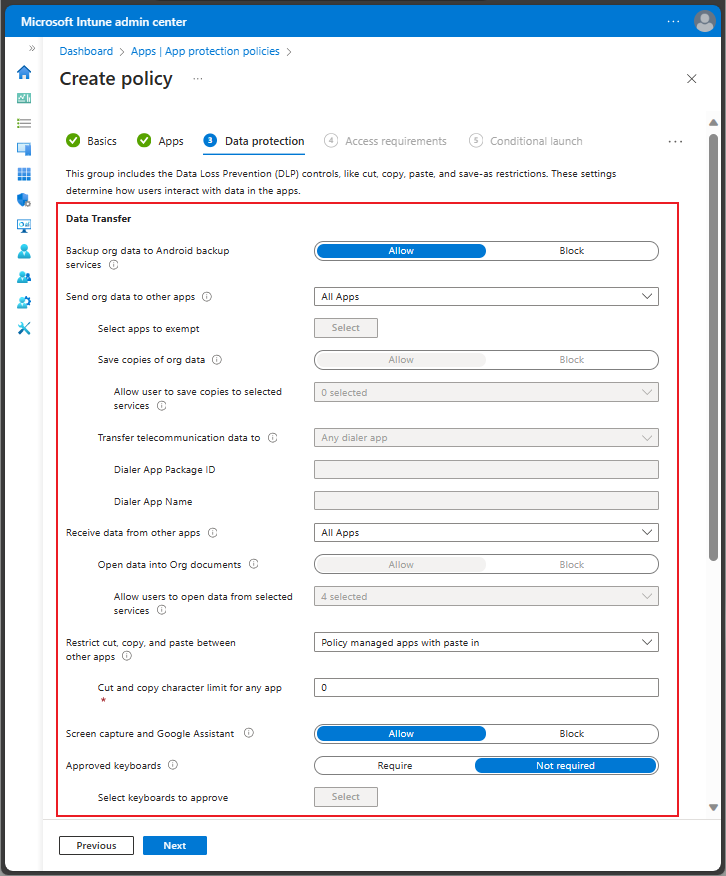 Microsoft Intune admin center
Dashboard > Apps | App protection policies >
Create policy ...
Basics Apps 3 Data protection 4 Access requirements 5 Conditional launch ...
This group includes the Data Loss Prevention (DLP) controls, like cut, copy, paste, and save-as restrictions. These settings
determine how users interact with data in the apps.
Data Transfer
Backup org data to Android backup
services
Allow Block
Send org data to other apps
All Apps
Select apps to exempt
Select
Save copies of org data
Allow Block
Allow user to save copies to selected
services
0 selected
Transfer telecommunication data to
Any dialer app
Dialer App Package ID
Dialer App Name
Receive data from other apps
All Apps
Open data into Org documents
Allow Block
Allow users to open data from selected
services
4 selected
Restrict cut, copy, and paste between
other apps
Policy managed apps with paste in
Cut and copy character limit for any app
*
0
Screen capture and Google Assistant
Allow Block
Approved keyboards
Require Not required
Select keyboards to approve
Select
Previous Next